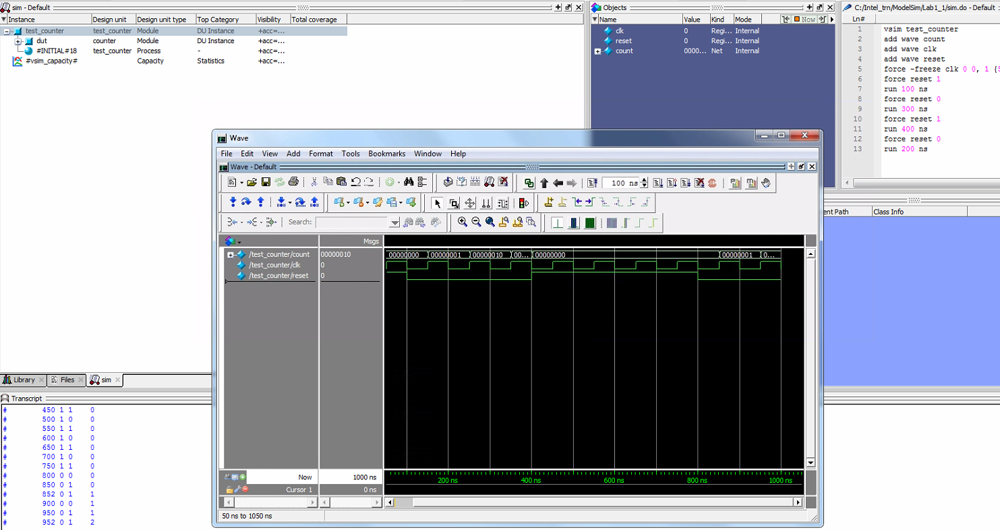 sim - Default
Instance Design unit Design unit type Top Category Visibility Total coverage
test_counter test_counter Module DU Instance +acc=...
dut counter Module DU Instance +acc=...
#INITIAL#18 test_counter Process - +acc=...
#vsim_capacity# Capacity Statistics +acc=...
Objects
Name Value Kind Mode Now
clk 0 Regi... Internal
reset 0 Regi... Internal
count 0000... Net Internal
C:/Intel_trn/ModelSim/Lab1_1/sim.do - Default
Ln#
1 vsim test_counter
2 add wave count
3 add wave clk
4 add wave reset
5 force -freeze clk 0 0, 1 {5
6 force reset 1
7 run 100 ns
8 force reset 0
9 run 300 ns
10 force reset 1
11 run 400 ns
12 force reset 0
13 run 200 ns
ent Path Class Info
Wave
File Edit View Add Format Tools Bookmarks Window Help
Wave - Default
100 ns
Search:
Msgs
/test_counter/count 00000010 00000000 00000001 00000010 00... 00000000 00000001 0...
/test_counter/clk 0
/test_counter/reset 0
Now 1000 ns 200 ns 400 ns 600 ns 800 ns 1000 ns
Cursor 1 0 ns
50 ns to 1050 ns
Library Files sim
Transcript
# 450 1 1 0
# 500 1 0 0
# 550 1 1 0
# 600 1 0 0
# 650 1 1 0
# 700 1 0 0
# 750 1 1 0
# 800 0 0 0
# 850 0 1 0
# 852 0 1 1
# 900 0 0 1
# 950 0 1 1
# 952 0 1 2